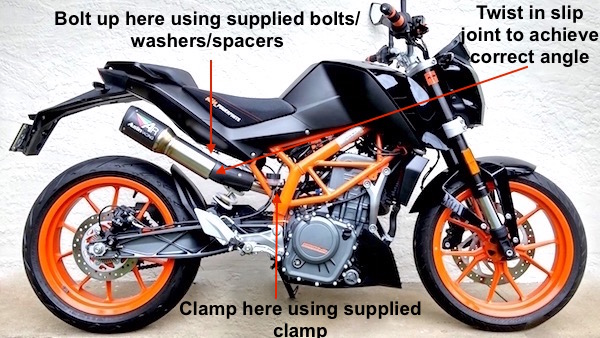 Bolt up here using supplied bolts/
washers/spacers
Twist in slip
joint to achieve
correct angle
Clamp here using supplied
clamp